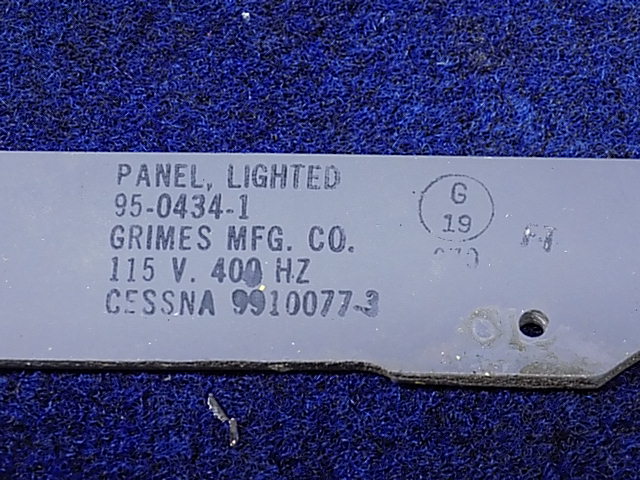 PANEL, LIGHTED
95-0434-1
GRIMES MFG. CO.
115 V. 400 HZ
CESSNA 9910077-3
G
19